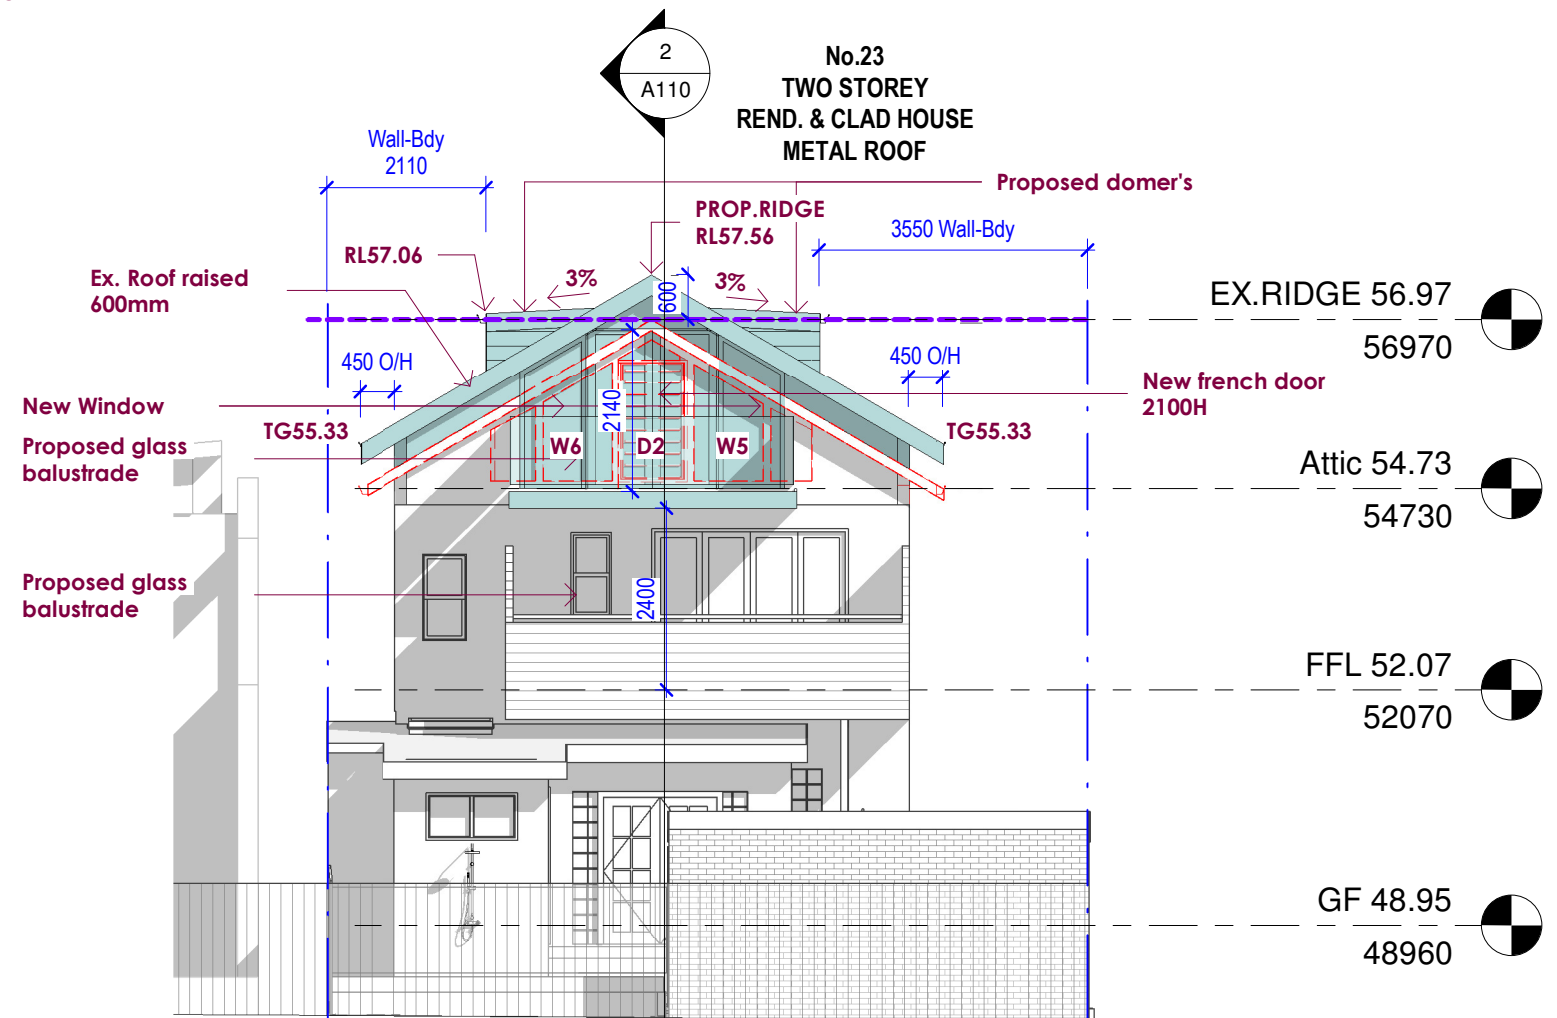 2
A110
No.23
TWO STOREY
REND. & CLAD HOUSE
METAL ROOF
Wall-Bdy
2110
Proposed domer's
PROP.RIDGE
RL57.56
3550 Wall-Bdy
RL57.06
3%
3%
Ex. Roof raised
600mm
600
EX.RIDGE 56.97
56970
450 O/H
450 O/H
New french door
2100H
New Window
2140
TG55.33
TG55.33
Proposed glass
balustrade
W6
D2
W5
Attic 54.73
54730
Proposed glass
balustrade
2400
FFL 52.07
52070
GF 48.95
48960